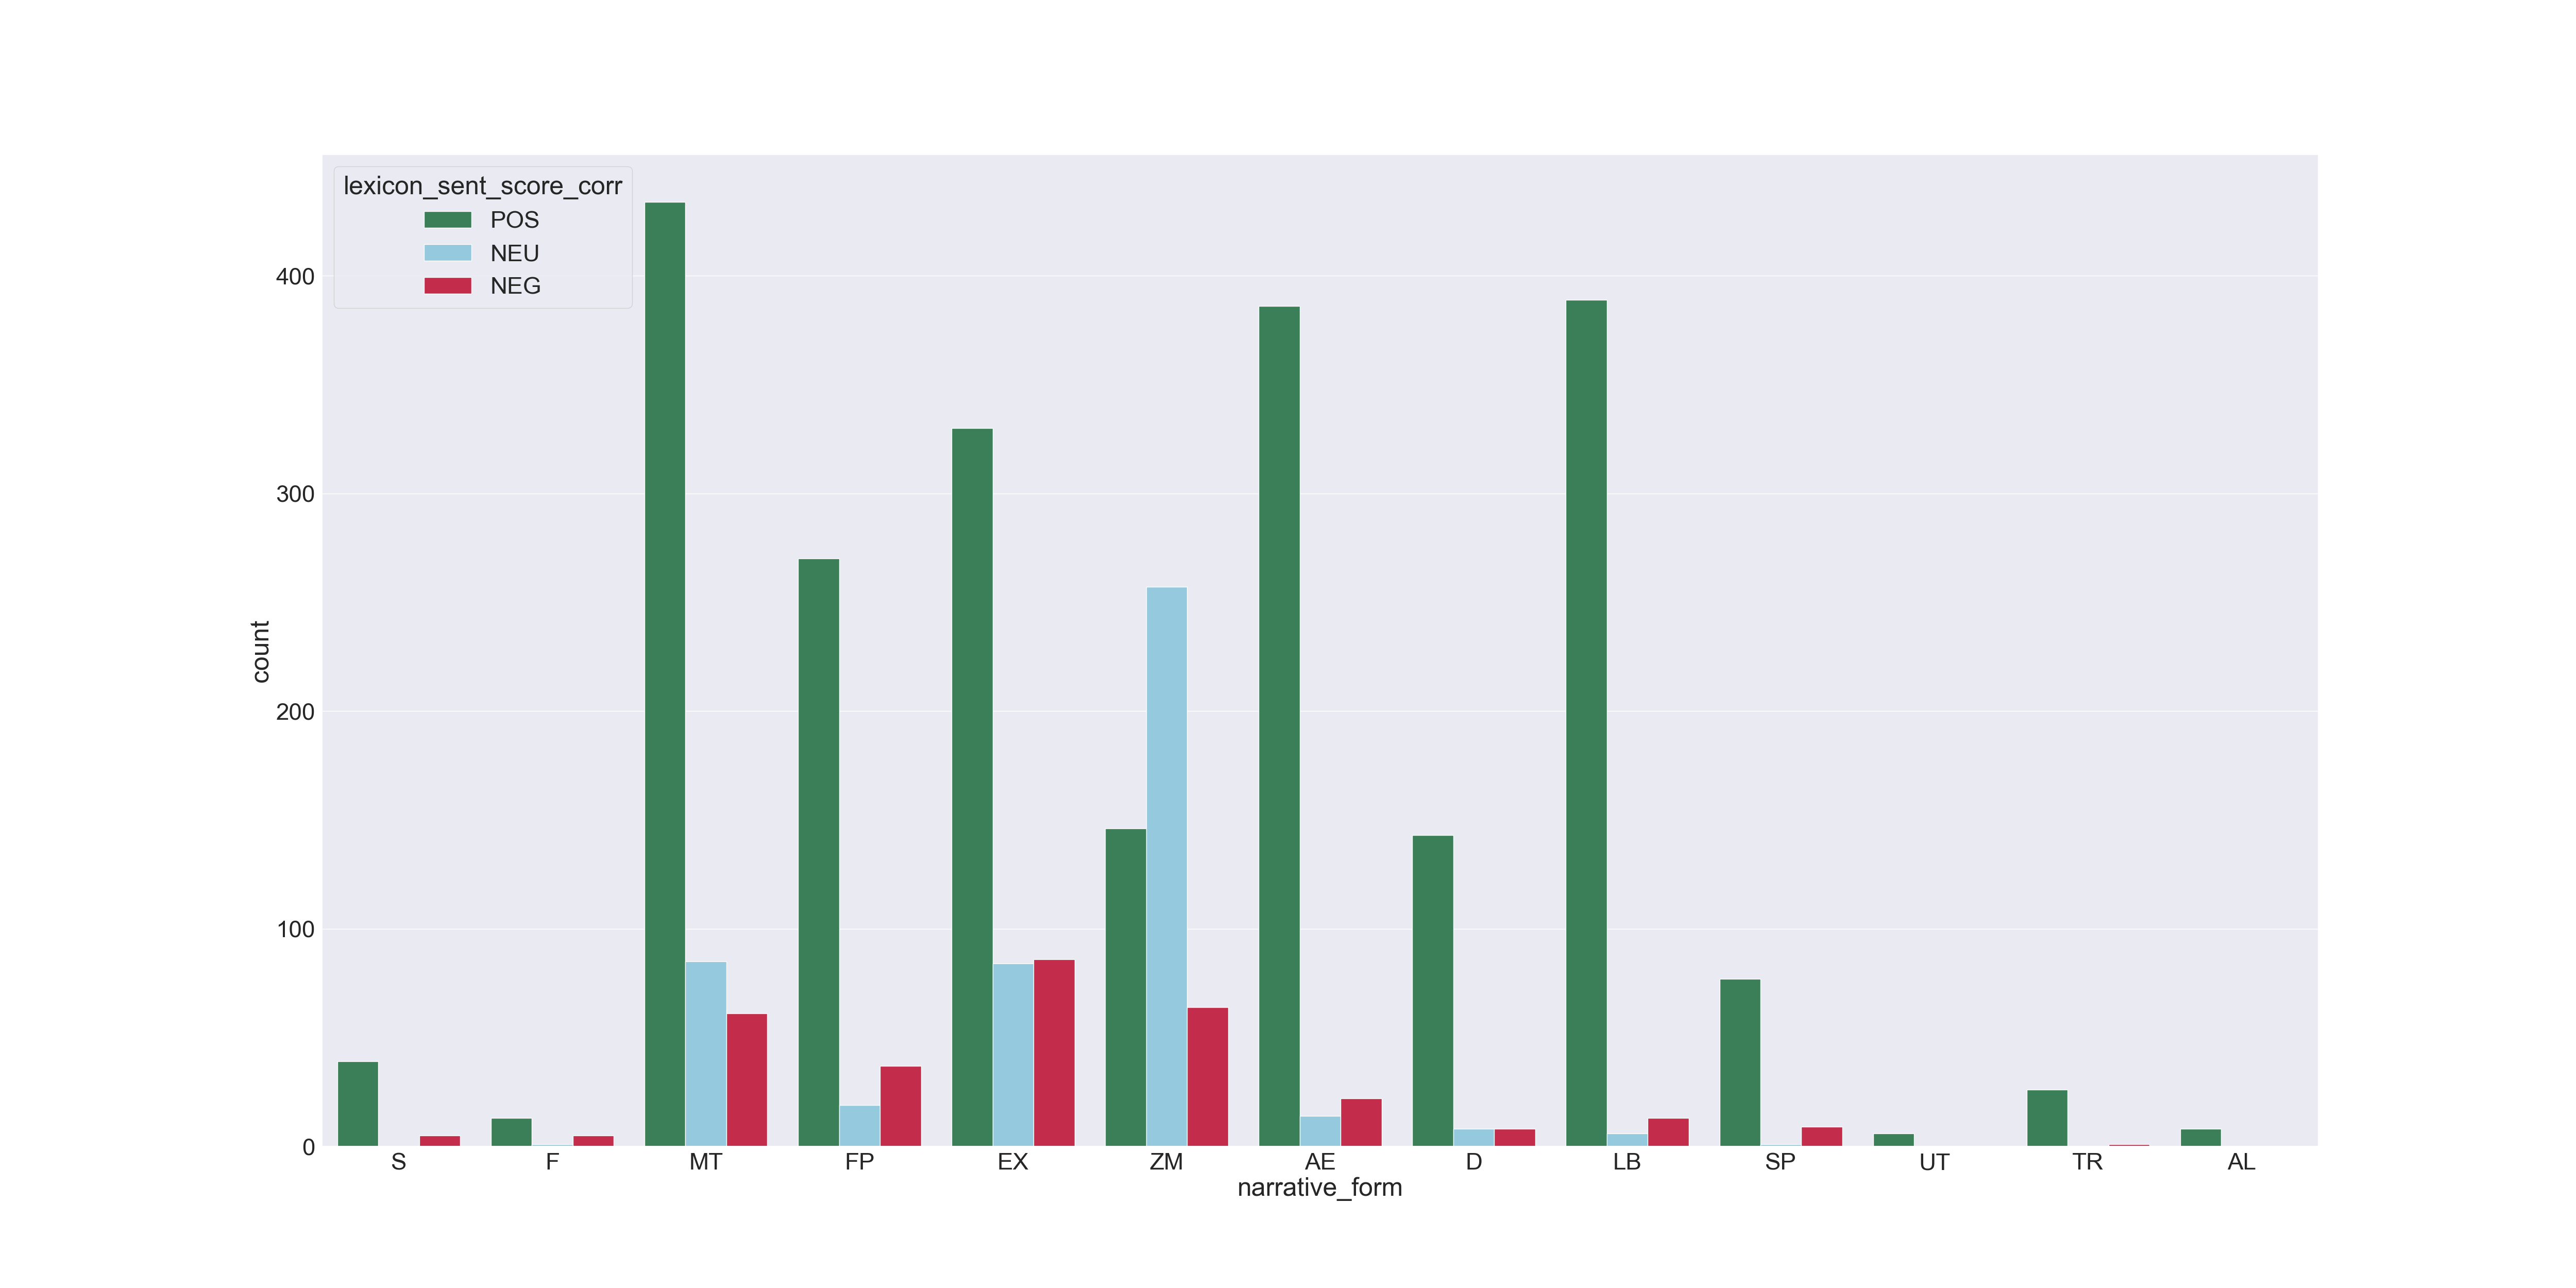 lexicon_sent_score_corr
POS
NEU
NEG
400
300
200
100
0
count
S F MT FP EX ZM AE D LB SP UT TR AL
narrative_form